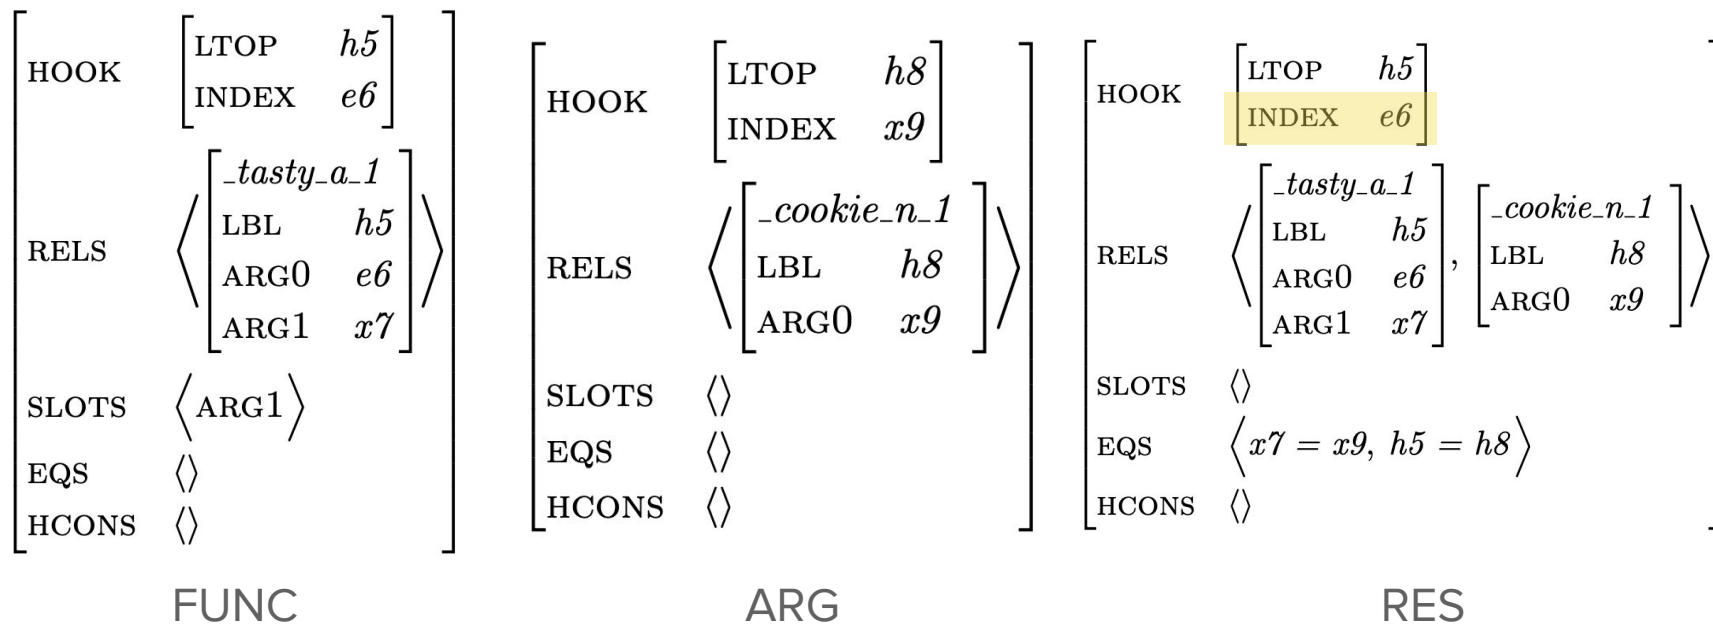 HOOK
LTOP h5
INDEX e6
RELS
⟨ _tasty_a_1
LBL h5
ARG0 e6
ARG1 x7 ⟩
SLOTS ⟨ARG1⟩
EQS ⟨⟩
HCONS ⟨⟩
FUNC
HOOK
LTOP h8
INDEX x9
RELS
⟨ _cookie_n_1
LBL h8
ARG0 x9 ⟩
SLOTS ⟨⟩
EQS ⟨⟩
HCONS ⟨⟩
ARG
HOOK
LTOP h5
INDEX e6
RELS
⟨ _tasty_a_1
LBL h5
ARG0 e6
ARG1 x7 ,
_cookie_n_1
LBL h8
ARG0 x9 ⟩
SLOTS ⟨⟩
EQS ⟨x7 = x9, h5 = h8⟩
HCONS ⟨⟩
RES